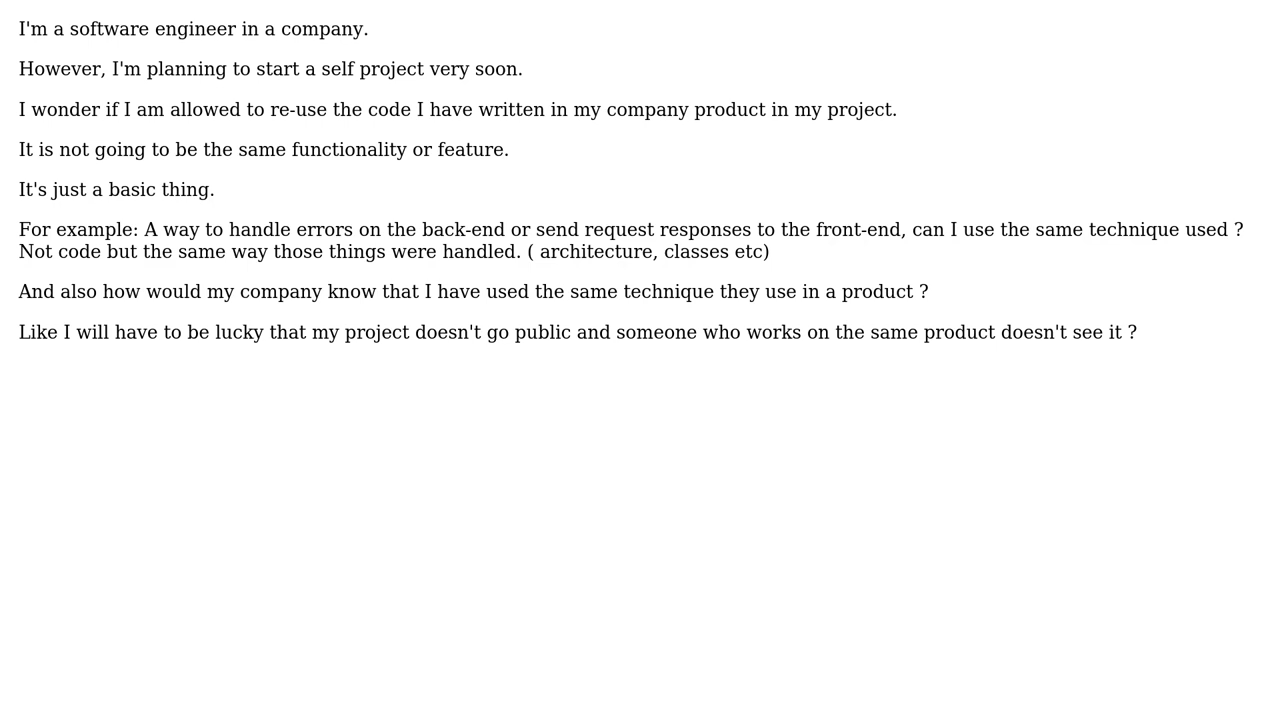 I'm a software engineer in a company.
However, I'm planning to start a self project very soon.
I wonder if I am allowed to re-use the code I have written in my company product in my project.
It is not going to be the same functionality or feature.
It's just a basic thing.
For example: A way to handle errors on the back-end or send request responses to the front-end, can I use the same technique used ?
Not code but the same way those things were handled. ( architecture, classes etc)
And also how would my company know that I have used the same technique they use in a product ?
Like I will have to be lucky that my project doesn't go public and someone who works on the same product doesn't see it ?